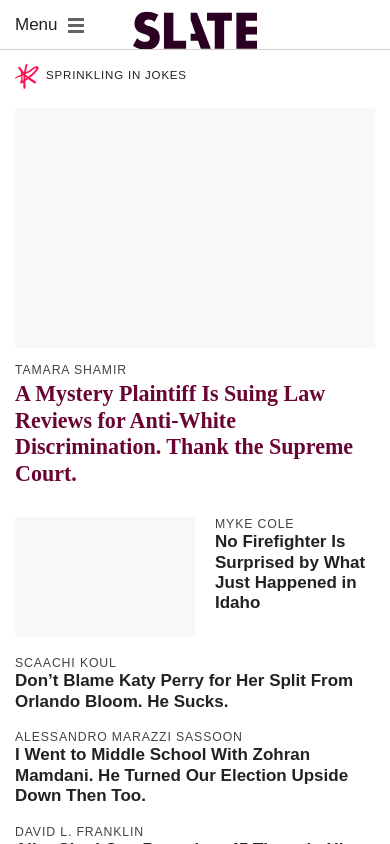 Menu
SLATE
SPRINKLING IN JOKES
TAMARA SHAMIR
A Mystery Plaintiff Is Suing Law
Reviews for Anti-White
Discrimination. Thank the Supreme
Court.
MYKE COLE
No Firefighter Is
Surprised by What
Just Happened in
Idaho
SCAACHI KOUL
Don’t Blame Katy Perry for Her Split From
Orlando Bloom. He Sucks.
ALESSANDRO MARAZZI SASSOON
I Went to Middle School With Zohran
Mamdani. He Turned Our Election Upside
Down Then Too.
DAVID L. FRANKLIN